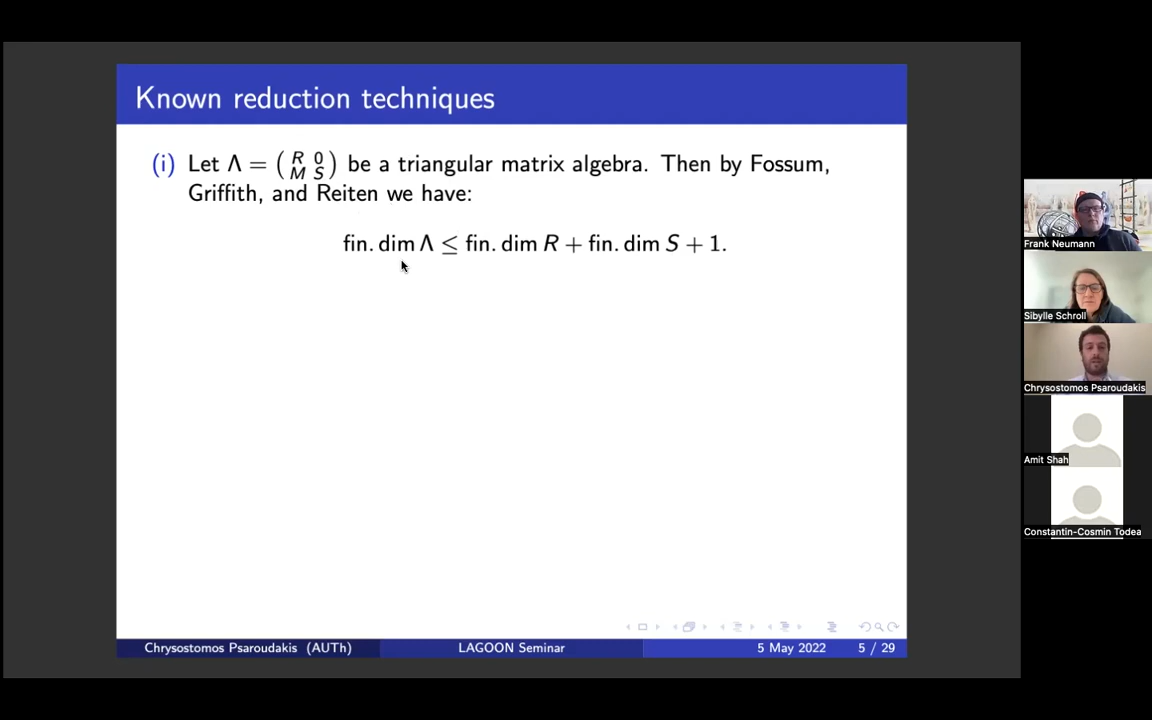 Known reduction techniques
(i) Let Λ = ( R 0 M S ) be a triangular matrix algebra. Then by Fossum,
Griffith, and Reiten we have:
fin. dim Λ ≤ fin. dim R + fin. dim S + 1.
Chrysostomos Psaroudakis (AUTh) LAGOON Seminar 5 May 2022 5 / 29
Frank Neumann
Sibylle Schroll
Chrysostomos Psaroudakis
Amit Shah
Constantin-Cosmin Todea